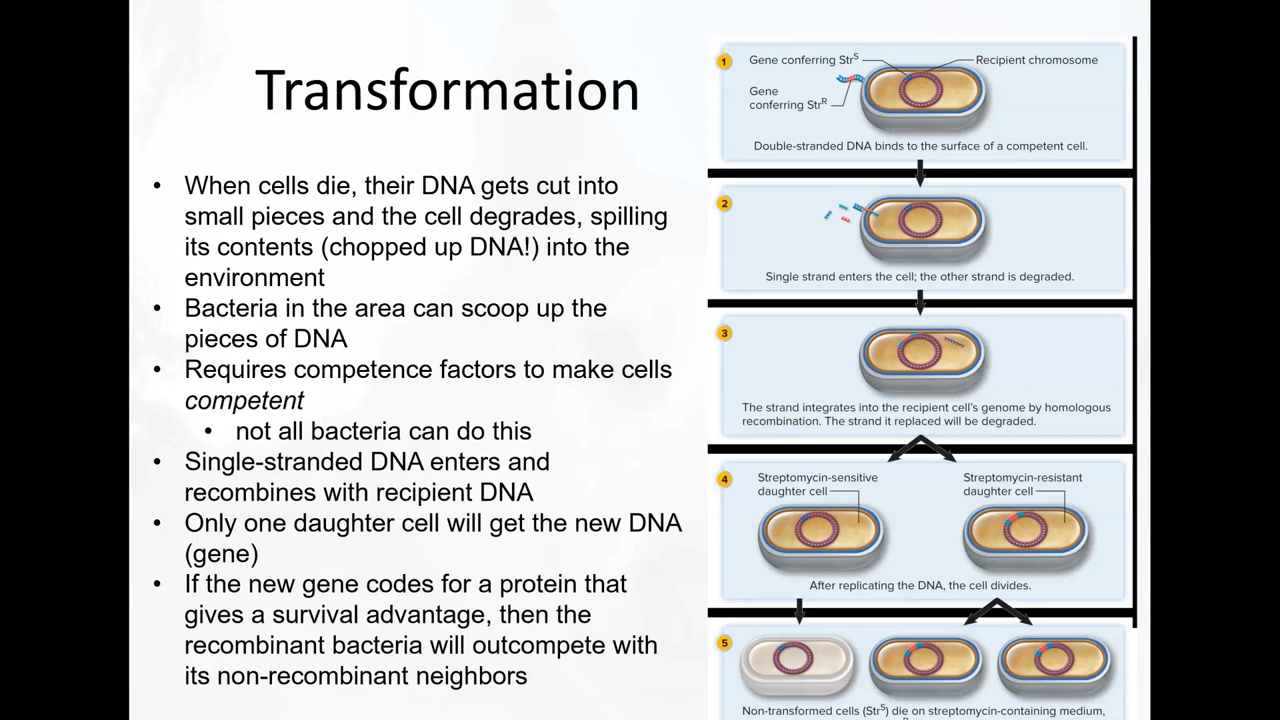 Transformation
• When cells die, their DNA gets cut into
small pieces and the cell degrades, spilling
its contents (chopped up DNA!) into the
environment
• Bacteria in the area can scoop up the
pieces of DNA
• Requires competence factors to make cells
competent
• not all bacteria can do this
• Single-stranded DNA enters and
recombines with recipient DNA
• Only one daughter cell will get the new DNA
(gene)
• If the new gene codes for a protein that
gives a survival advantage, then the
recombinant bacteria will outcompete with
its non-recombinant neighbors
1
Gene conferring StrS
Recipient chromosome
Gene
conferring StrR
Double-stranded DNA binds to the surface of a competent cell.
2
Single strand enters the cell; the other strand is degraded.
3
The strand integrates into the recipient cell's genome by homologous
recombination. The strand it replaced will be degraded.
4
Streptomycin-sensitive
daughter cell
Streptomycin-resistant
daughter cell
After replicating the DNA, the cell divides.
5
Non-transformed cells (StrS) die on streptomycin-containing medium,